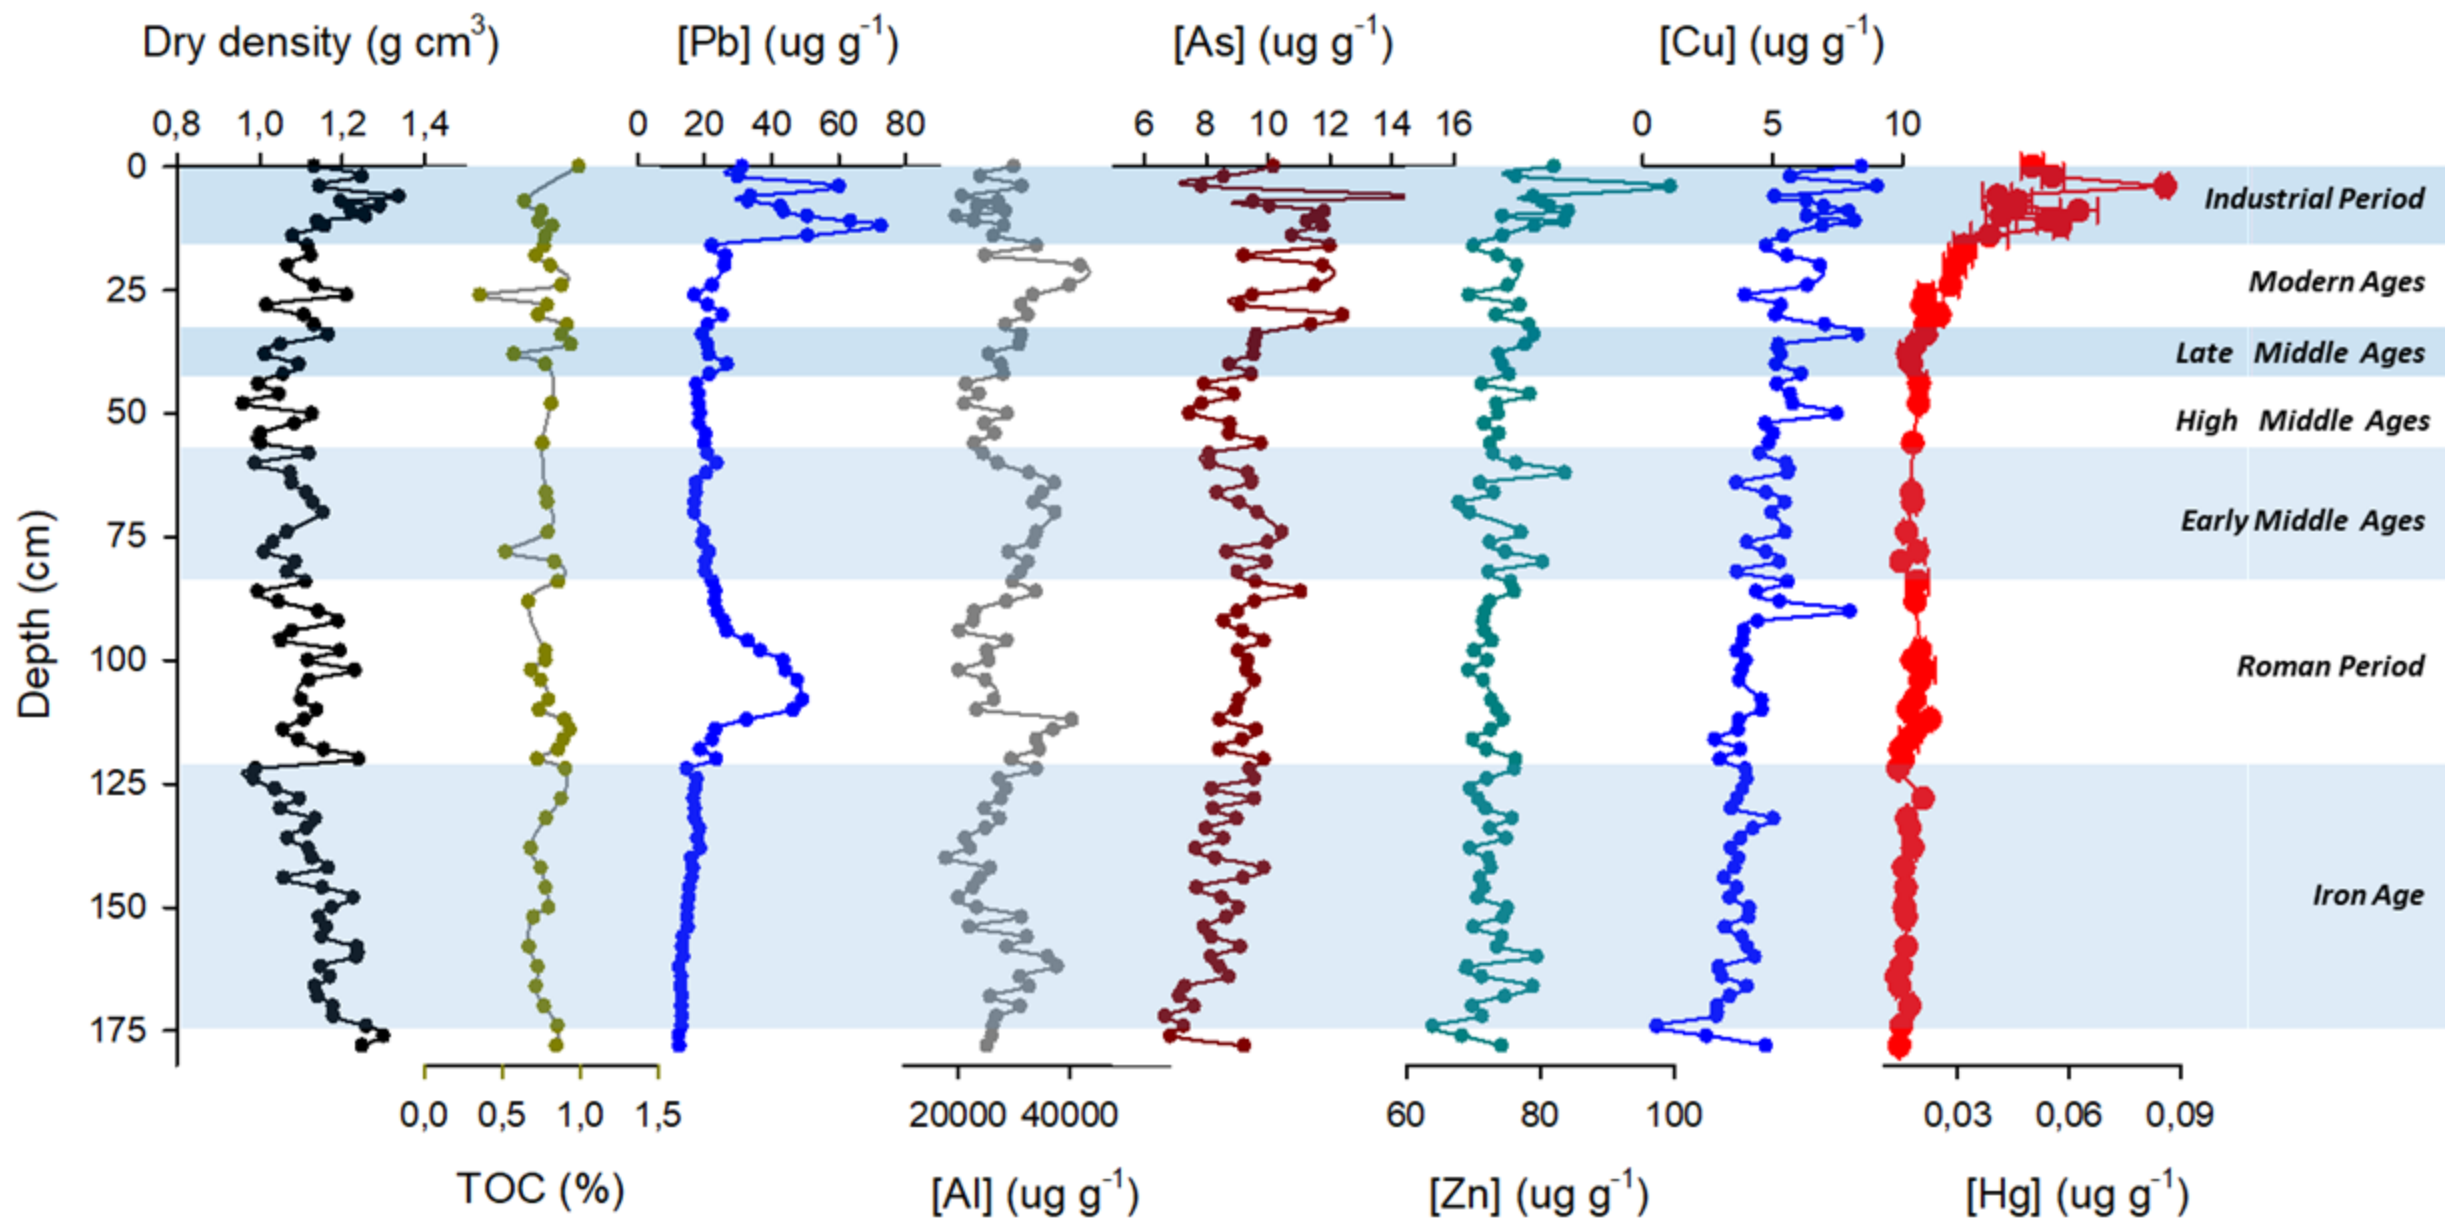 Dry density (g cm³) [Pb] (ug g⁻¹) [As] (ug g⁻¹) [Cu] (ug g⁻¹)
0,8 1,0 1,2 1,4 0 20 40 60 80 6 8 10 12 14 16 0 5 10
0
Industrial Period
25
Modern Ages
Late Middle Ages
50
High Middle Ages
75
Early Middle Ages
Depth (cm)
100
Roman Period
125
150
Iron Age
175
0,0 0,5 1,0 1,5 20000 40000 60 80 100 0,03 0,06 0,09
TOC (%) [Al] (ug g⁻¹) [Zn] (ug g⁻¹) [Hg] (ug g⁻¹)